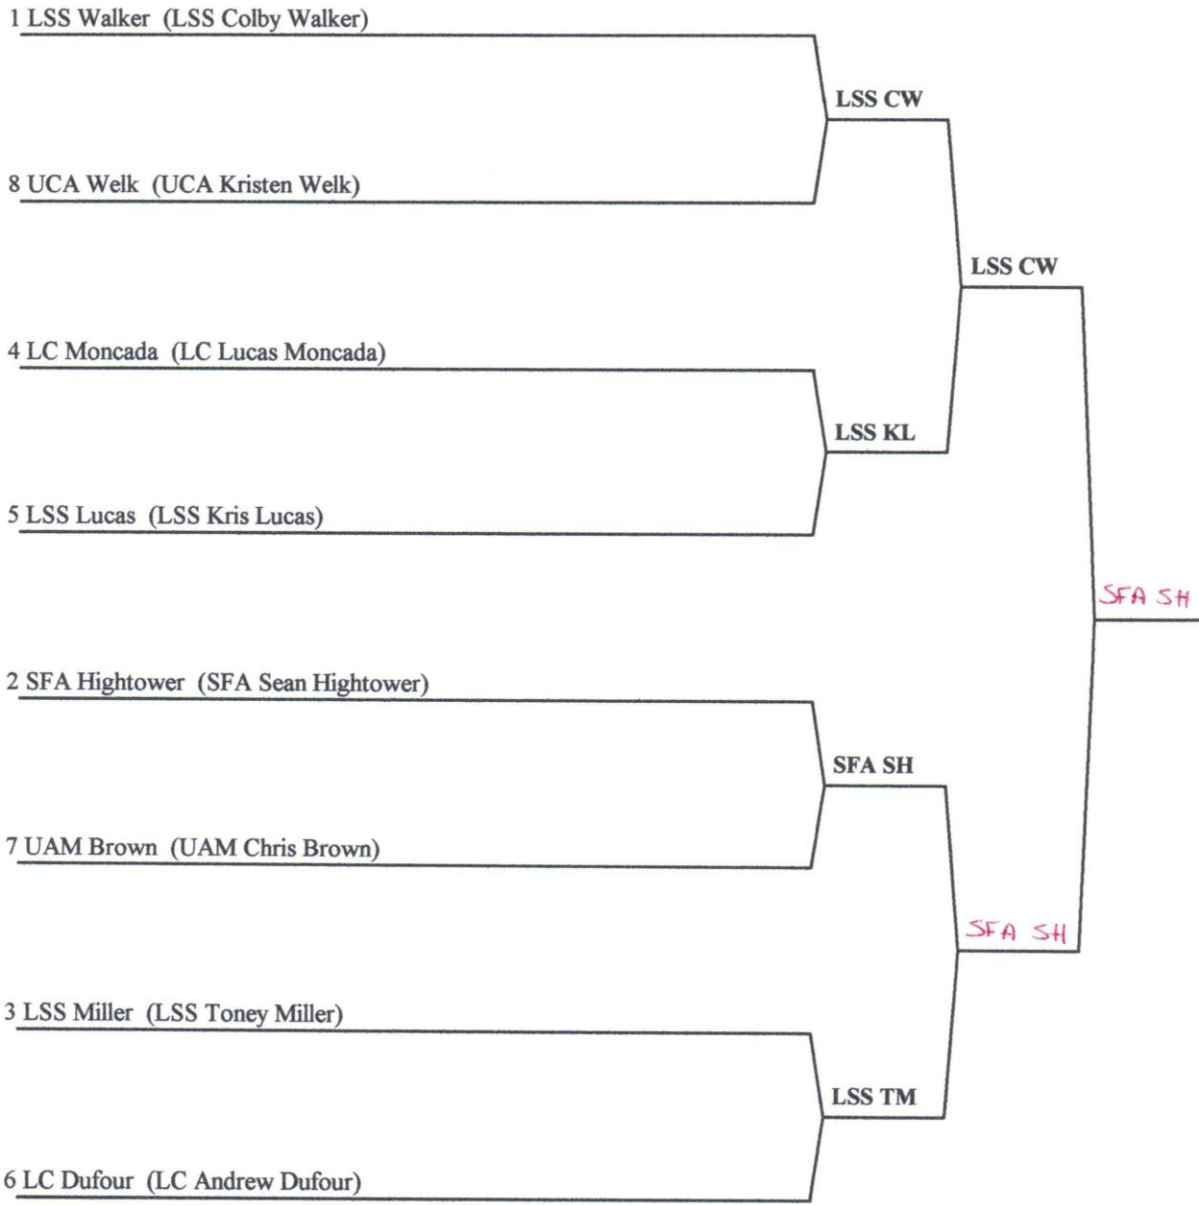 1 LSS Walker (LSS Colby Walker)
LSS CW
8 UCA Welk (UCA Kristen Welk)
LSS CW
4 LC Moncada (LC Lucas Moncada)
LSS KL
5 LSS Lucas (LSS Kris Lucas)
SFA SH
2 SFA Hightower (SFA Sean Hightower)
SFA SH
7 UAM Brown (UAM Chris Brown)
SFA SH
3 LSS Miller (LSS Toney Miller)
LSS TM
6 LC Dufour (LC Andrew Dufour)